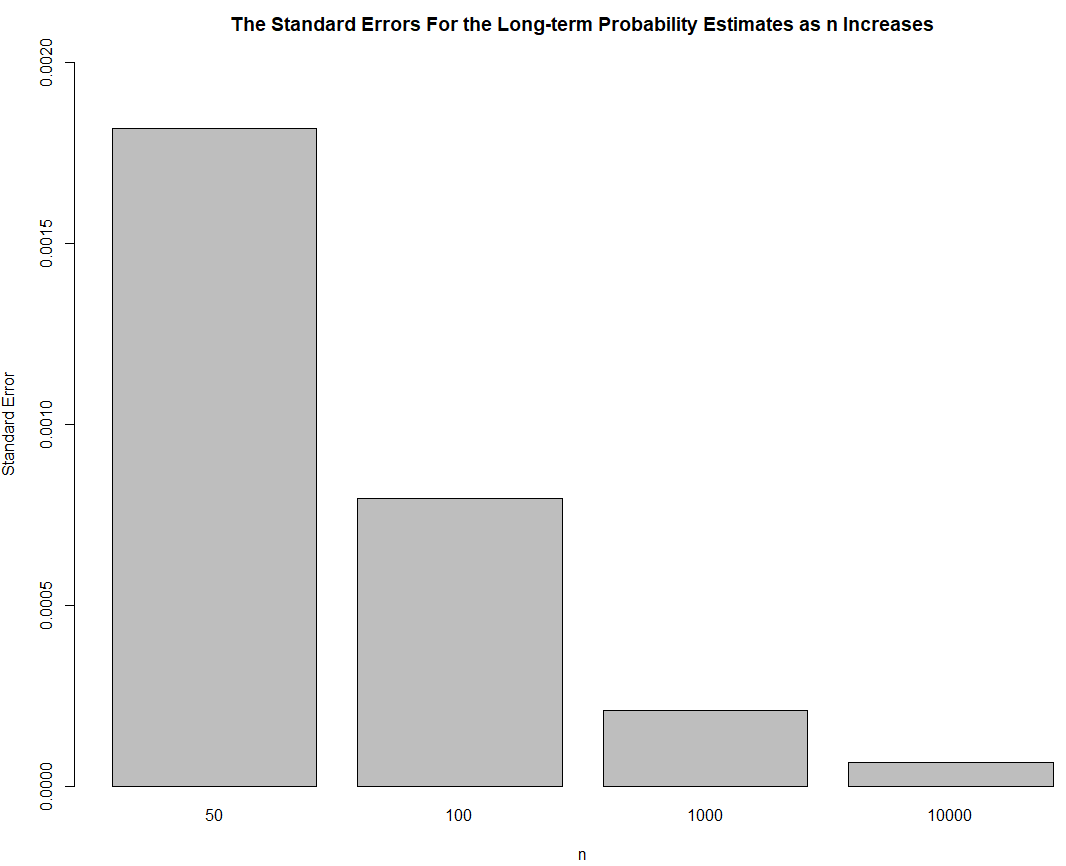 The Standard Errors For the Long-term Probability Estimates as n Increases
Standard Error
0.0020
0.0015
0.0010
0.0005
0.0000
50 100 1000 10000
n